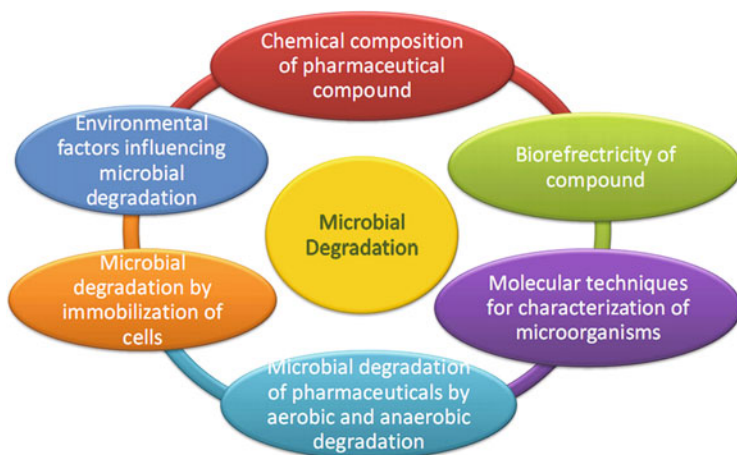 Chemical composition
of pharmaceutical
compound
Environmental
factors influencing
microbial
degradation
Biorefrectricity of
compound
Microbial
Degradation
Microbial
degradation by
immobilization of
cells
Molecular techniques
for characterization of
microorganisms
Microbial degradation
of pharmaceuticals by
aerobic and anaerobic
degradation